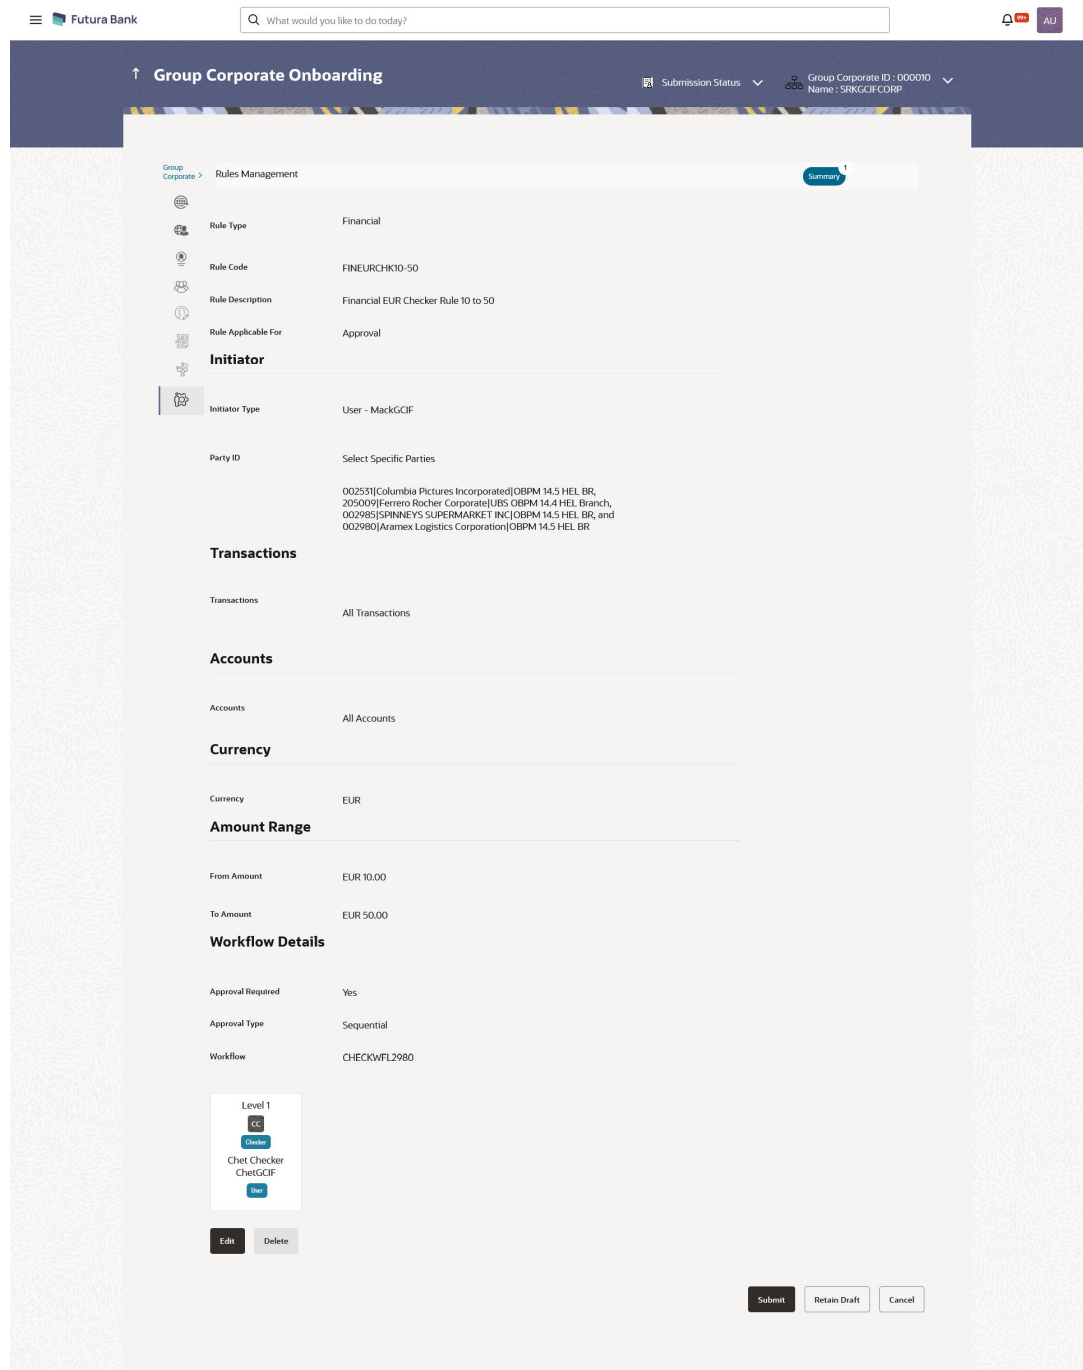 Futura Bank
What would you like to do today?
99+
AU
Group Corporate Onboarding
Submission Status
Group Corporate ID : 000010
Name : SRKGCIFCORP
Group
Corporate >
Rules Management
Summary
1
Rule Type
Financial
Rule Code
FINEURCHK10-50
Rule Description
Financial EUR Checker Rule 10 to 50
Rule Applicable For
Approval
Initiator
Initiator Type
User - MackGCIF
Party ID
Select Specific Parties
002531|Columbia Pictures Incorporated|OBPM 14.5 HEL BR,
205009|Ferrero Rocher Corporate|UBS OBPM 14.4 HEL Branch,
002985|SPINNEYS SUPERMARKET INC|OBPM 14.5 HEL BR, and
002980|Aramex Logistics Corporation|OBPM 14.5 HEL BR
Transactions
Transactions
All Transactions
Accounts
Accounts
All Accounts
Currency
Currency
EUR
Amount Range
From Amount
EUR 10.00
To Amount
EUR 50.00
Workflow Details
Approval Required
Yes
Approval Type
Sequential
Workflow
CHECKWFL2980
Level 1
CC
Checker
Chet Checker
ChetGCIF
User
Edit
Delete
Submit
Retain Draft
Cancel